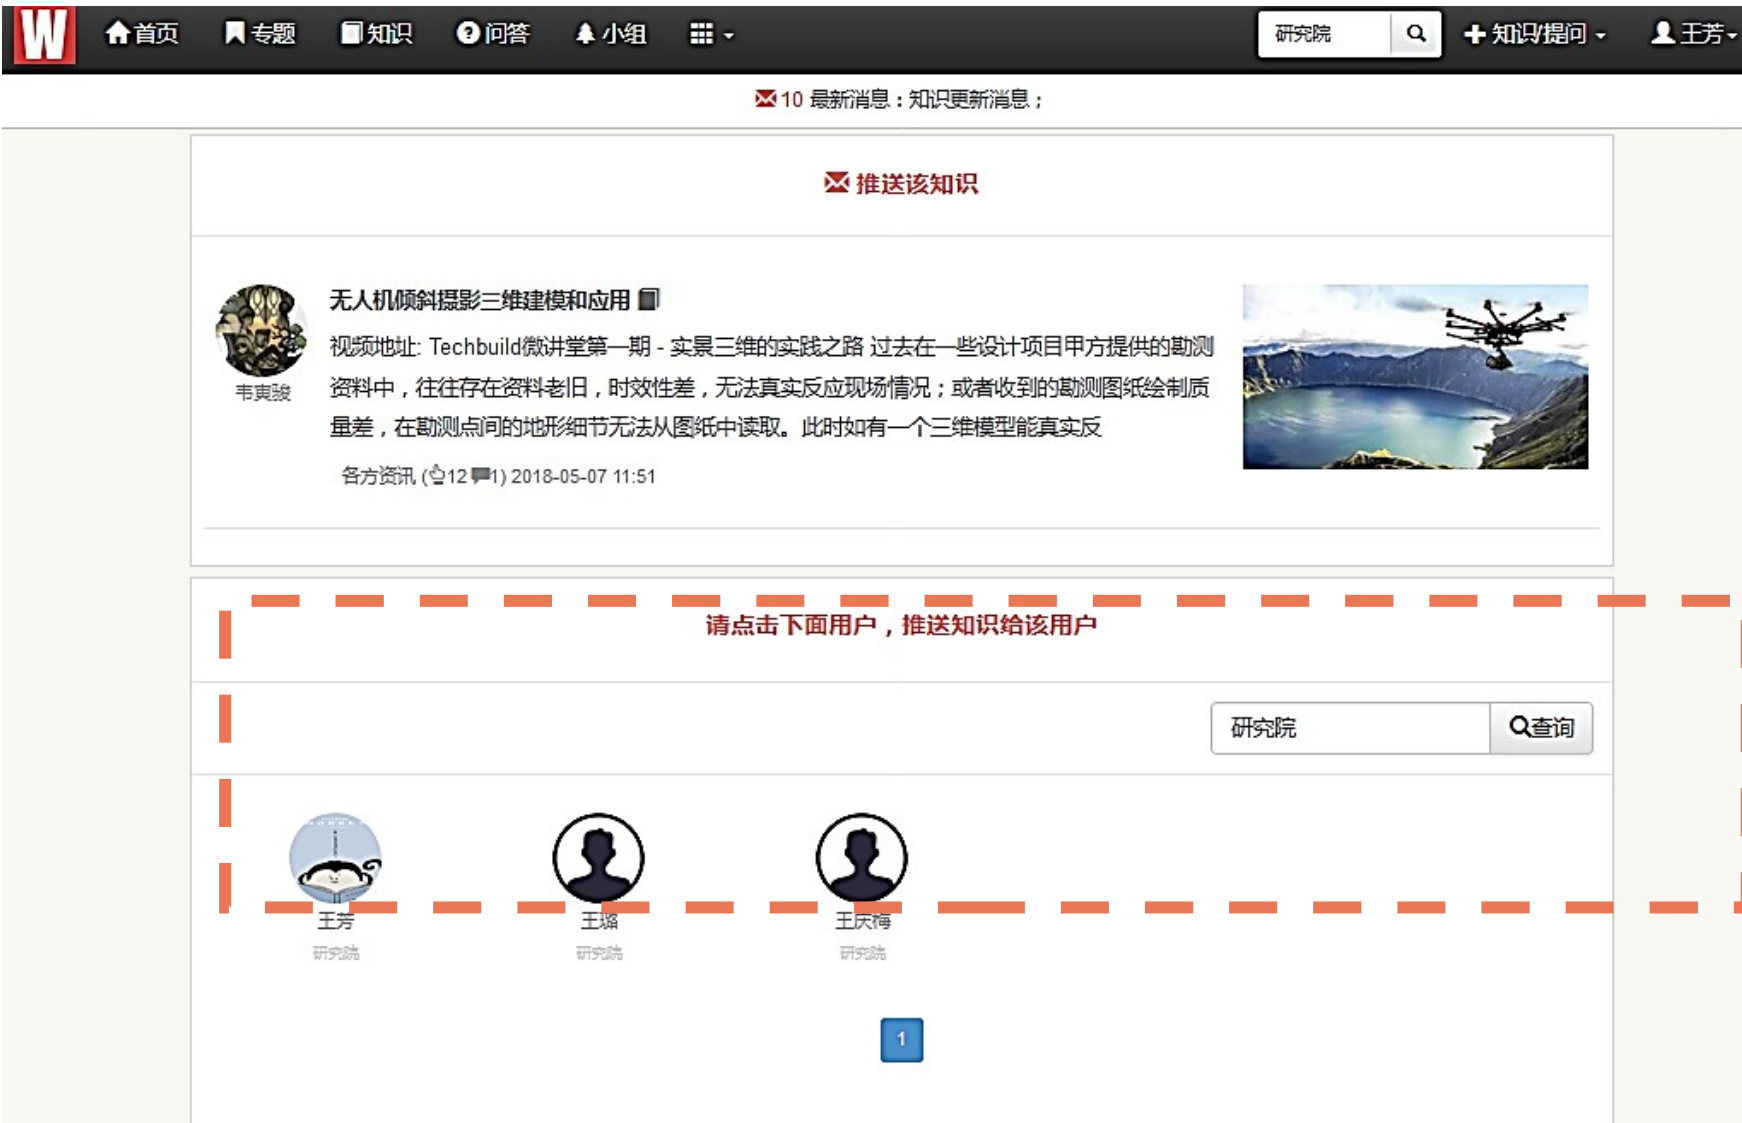 W 首页 专题 知识 问答 小组 研究院 知识/提问 王芳
10 最新消息：知识更新消息；
推送该知识
无人机倾斜摄影三维建模和应用
视频地址: Techbuild微讲堂第一期 - 实景三维的实践之路 过去在一些设计项目甲方提供的勘测
资料中，往往存在资料老旧，时效性差，无法真实反应现场情况；或者收到的勘测图纸绘制质
量差，在勘测点间的地形细节无法从图纸中读取。此时如有一个三维模型能真实反
韦寅骏
各方资讯 (12 1) 2018-05-07 11:51
请点击下面用户，推送知识给该用户
研究院 查询
王芳 王璐 王庆梅
研究院 研究院 研究院
1